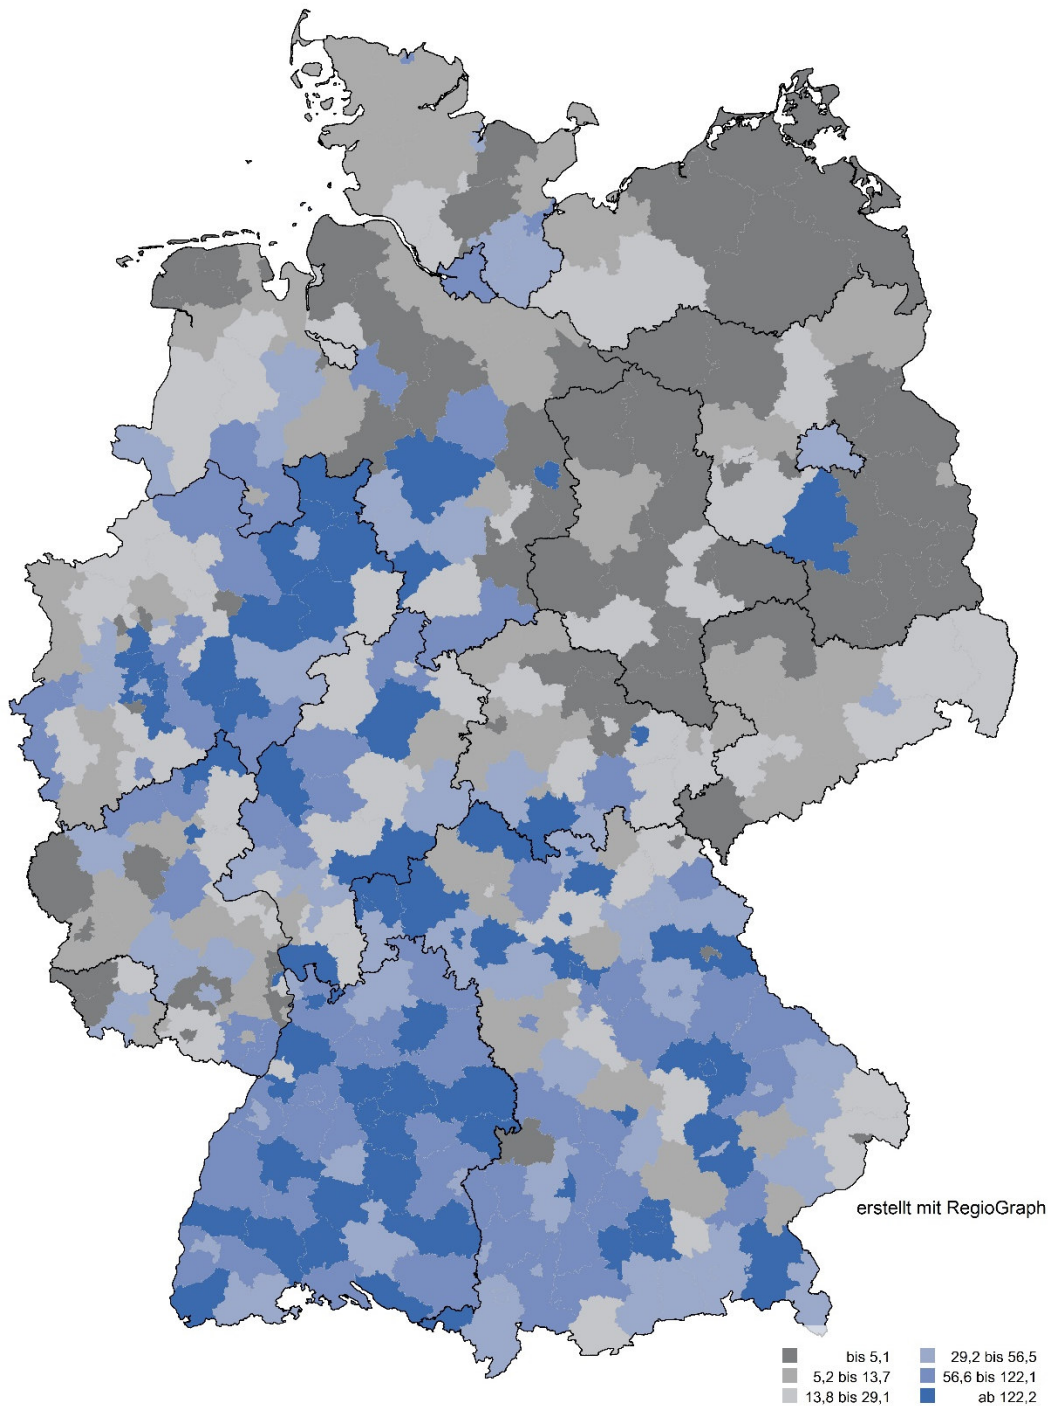 erstellt mit RegioGraph
bis 5,1
5,2 bis 13,7
13,8 bis 29,1
29,2 bis 56,5
56,6 bis 122,1
ab 122,2